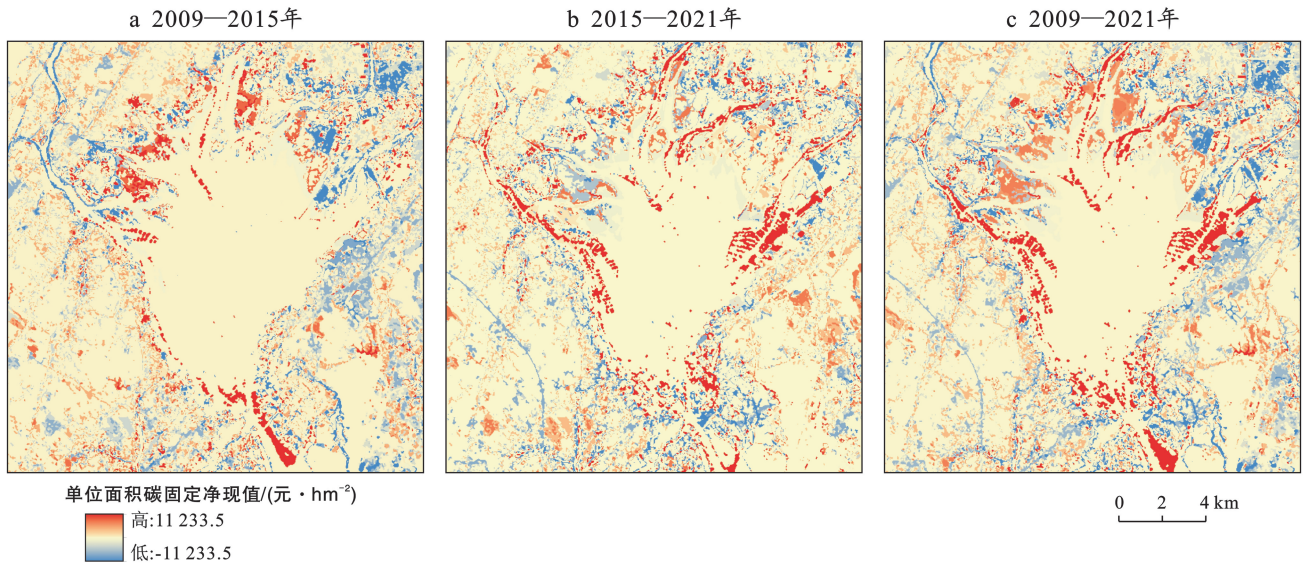 a 2009—2015年
b 2015—2021年
c 2009—2021年
单位面积碳固定净现值/(元·hm⁻²)
高:11 233.5
低:-11 233.5
0 2 4 km